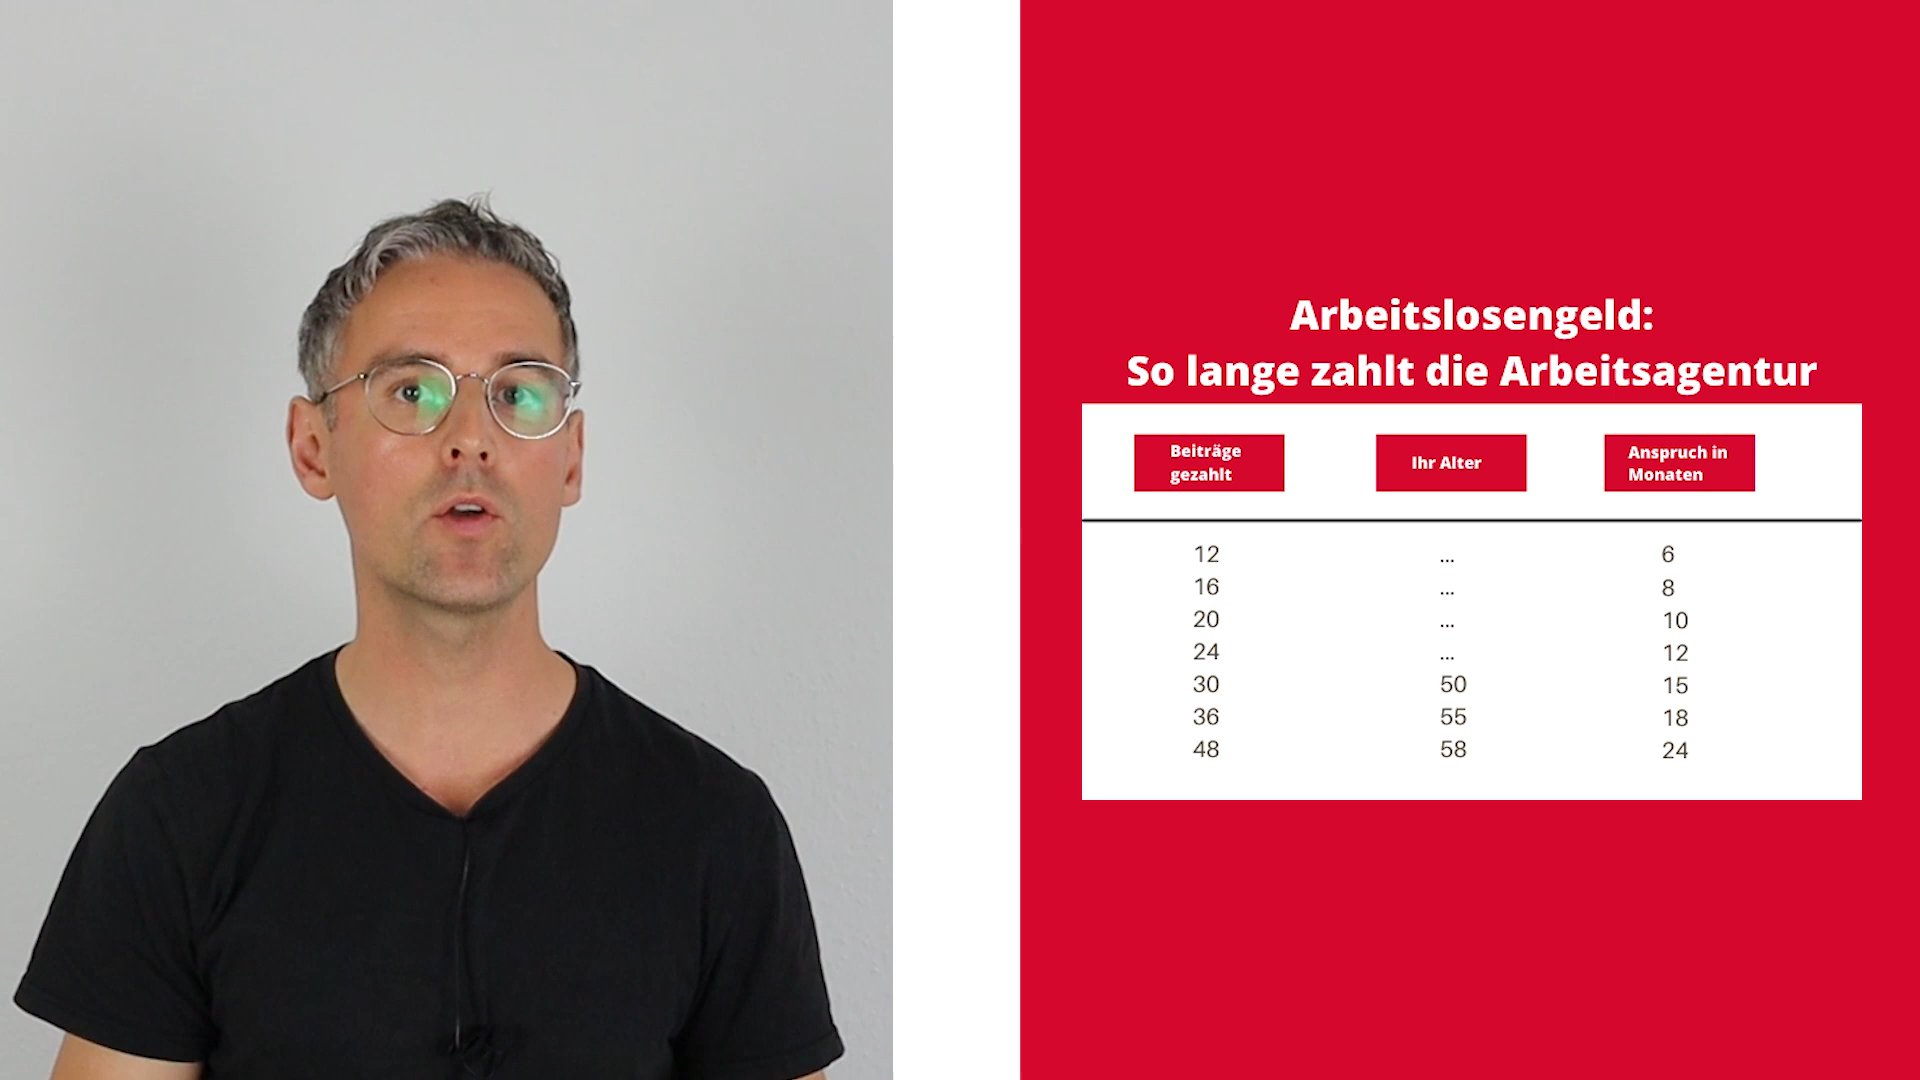 Arbeitslosengeld:
So lange zahlt die Arbeitsagentur
Beiträge gezahlt
Ihr Alter
Anspruch in Monaten
12 ... 6
16 ... 8
20 ... 10
24 ... 12
30 50 15
36 55 18
48 58 24